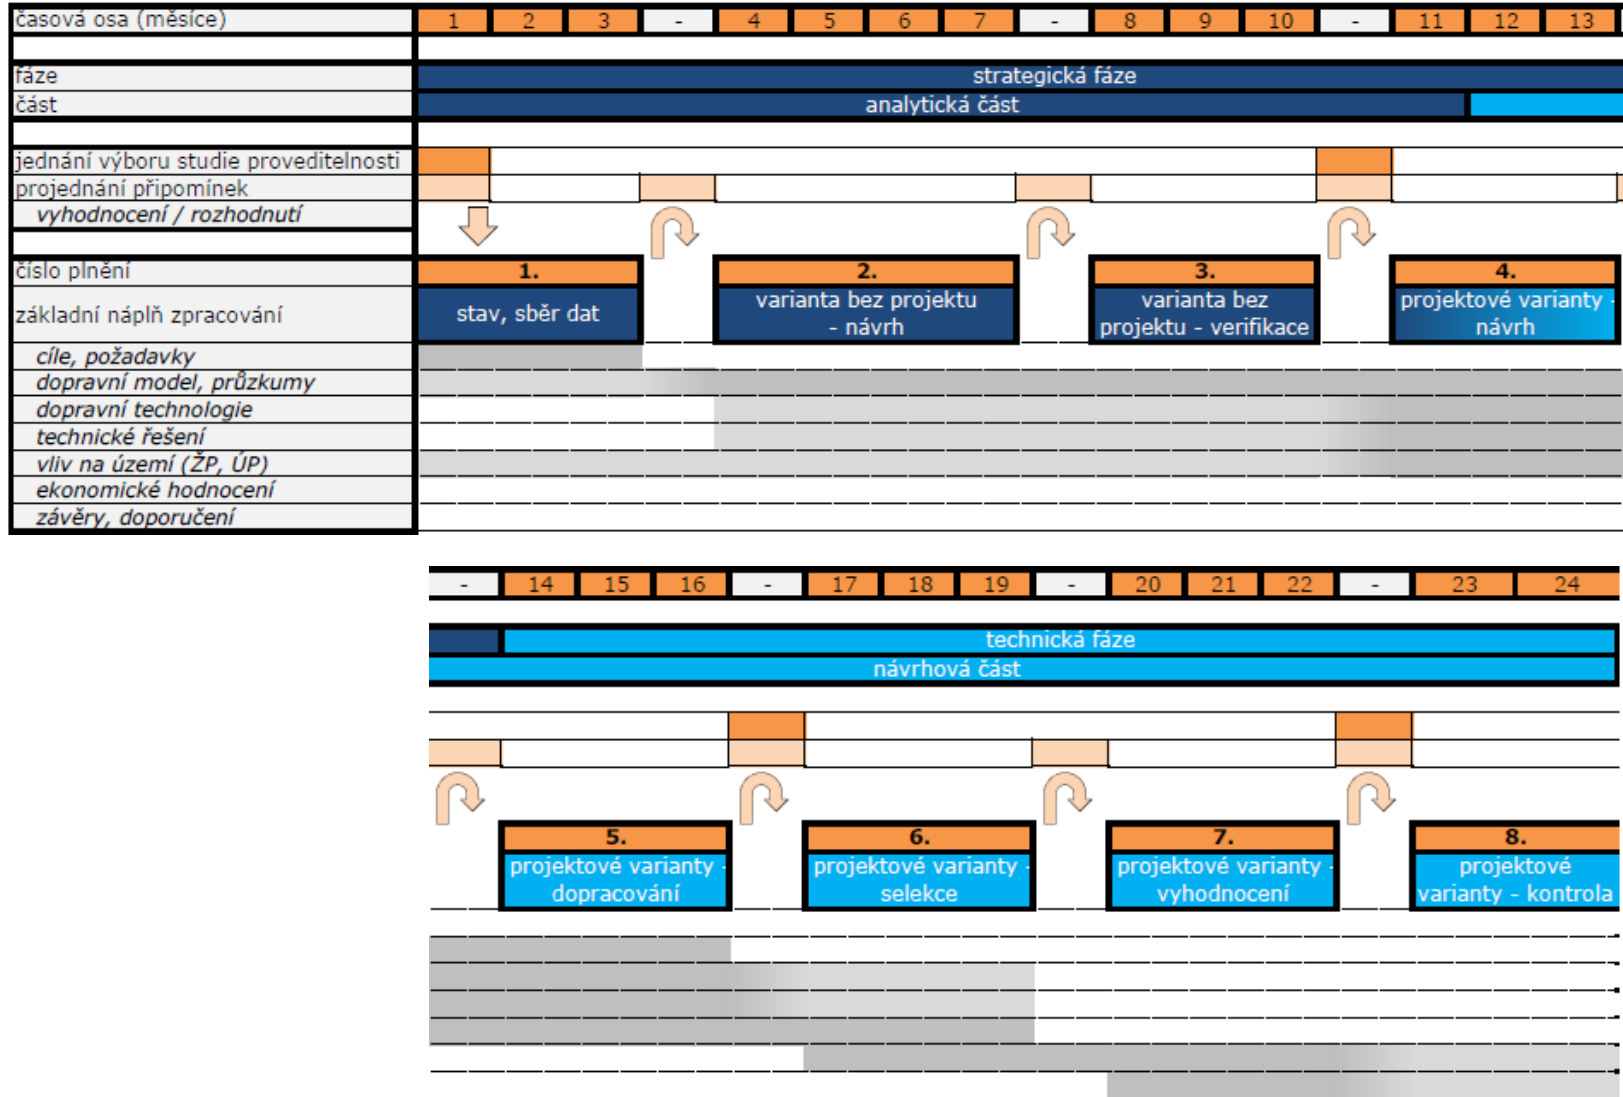 časová osa (měsíce) 1 2 3 - 4 5 6 7 - 8 9 10 - 11 12 13
fáze strategická fáze
část analytická část
jednání výboru studie proveditelnosti
projednání připomínek
vyhodnocení / rozhodnutí
číslo plnění 1. 2. 3. 4.
základní náplň zpracování
stav, sběr dat
varianta bez projektu
- návrh
varianta bez
projektu - verifikace
projektové varianty -
návrh
cíle, požadavky
dopravní model, průzkumy
dopravní technologie
technické řešení
vliv na území (ŽP, ÚP)
ekonomické hodnocení
závěry, doporučení
- 14 15 16 - 17 18 19 - 20 21 22 - 23 24
technická fáze
návrhová část
5. 6. 7. 8.
projektové varianty -
dopracování
projektové varianty -
selekce
projektové varianty -
vyhodnocení
projektové
varianty - kontrola